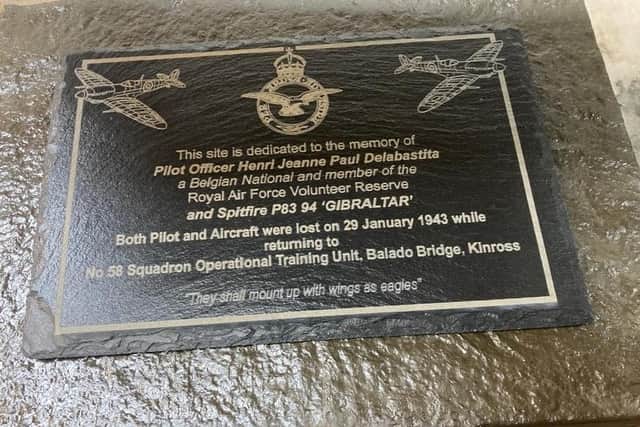 This site is dedicated to the memory of
Pilot Officer Henri Jeanne Paul Delabastita
a Belgian National and member of the
Royal Air Force Volunteer Reserve
and Spitfire P83 94 'GIBRALTAR'
Both Pilot and Aircraft were lost on 29 January 1943 while
returning to
No 58 Squadron Operational Training Unit, Balado Bridge, Kinross
"They shall mount up with wings as eagles"